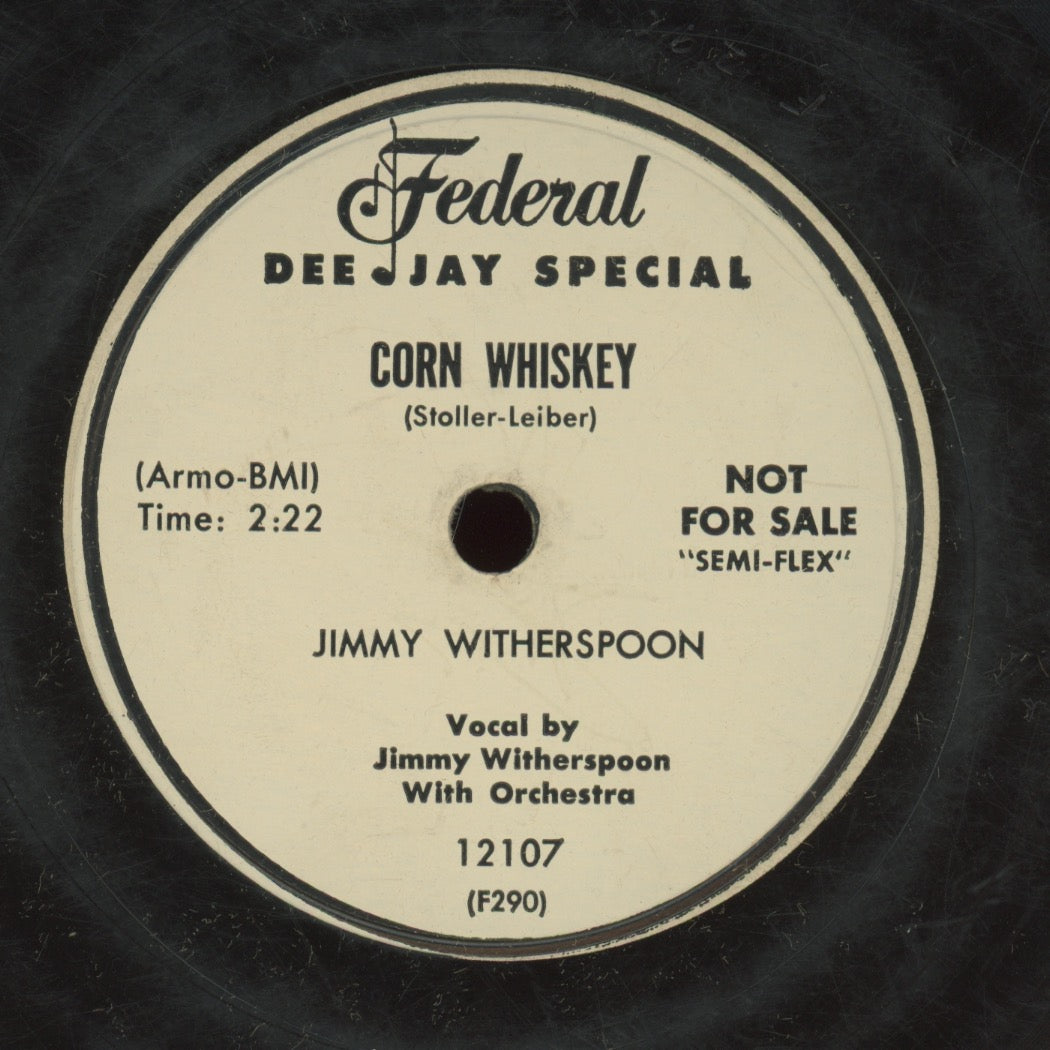 Federal
DEE JAY SPECIAL
CORN WHISKEY
(Stoller-Leiber)
(Armo-BMI)
Time: 2:22
NOT
FOR SALE
"SEMI-FLEX"
JIMMY WITHERSPOON
Vocal by
Jimmy Witherspoon
With Orchestra
12107
(F290)